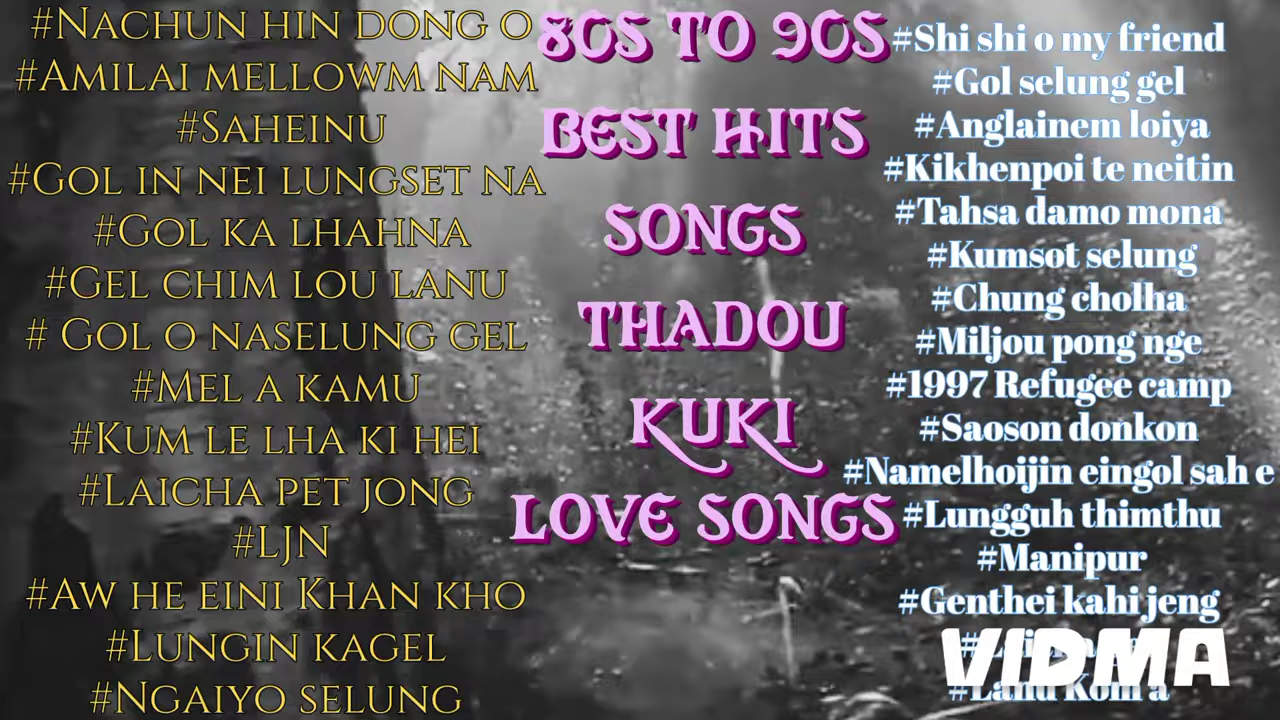 #Nachun hin dong o
#Amilai mellowm nam
#Saheinu
#Gol in nei lungset na
#Gol ka lhahna
#Gel chim lou lanu
# Gol o naselung gel
#Mel a kamu
#Kum le lha ki hei
#Laicha pet jong
#LJN
#Aw he eini Khan kho
#Lungin kagel
#Ngaiyo selung
80s to 90s
Best Hits
Songs
Thadou
Kuki
Love Songs
#Shi shi o my friend
#Gol selung gel
#Anglainem loiya
#Kikhenpoi te neitin
#Tahsa damo mona
#Kumsot selung
#Chung cholha
#Miljou pong nge
#1997 Refugee camp
#Saoson donkon
#Namelhoijin eingol sah e
#Lungguh thimthu
#Manipur
#Genthei kahi jeng
#Lanu Kom a
VIDMA